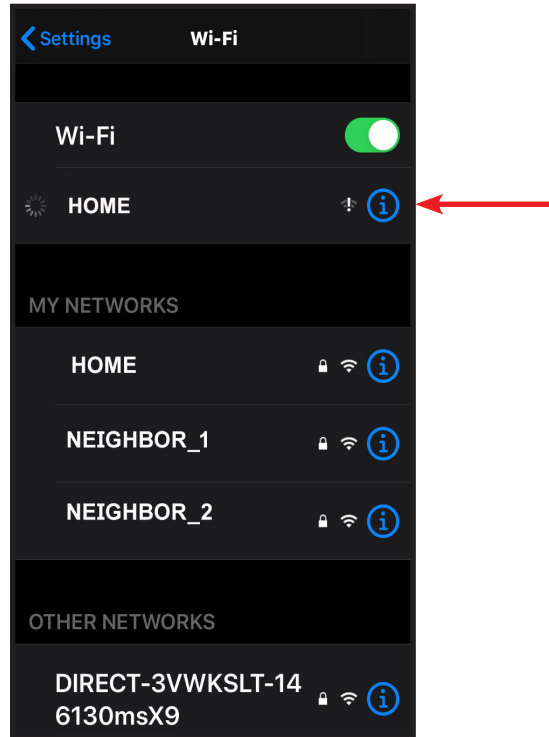 Settings
Wi-Fi
Wi-Fi
HOME
MY NETWORKS
HOME
NEIGHBOR_1
NEIGHBOR_2
OTHER NETWORKS
DIRECT-3VWKSLT-14
6130msX9